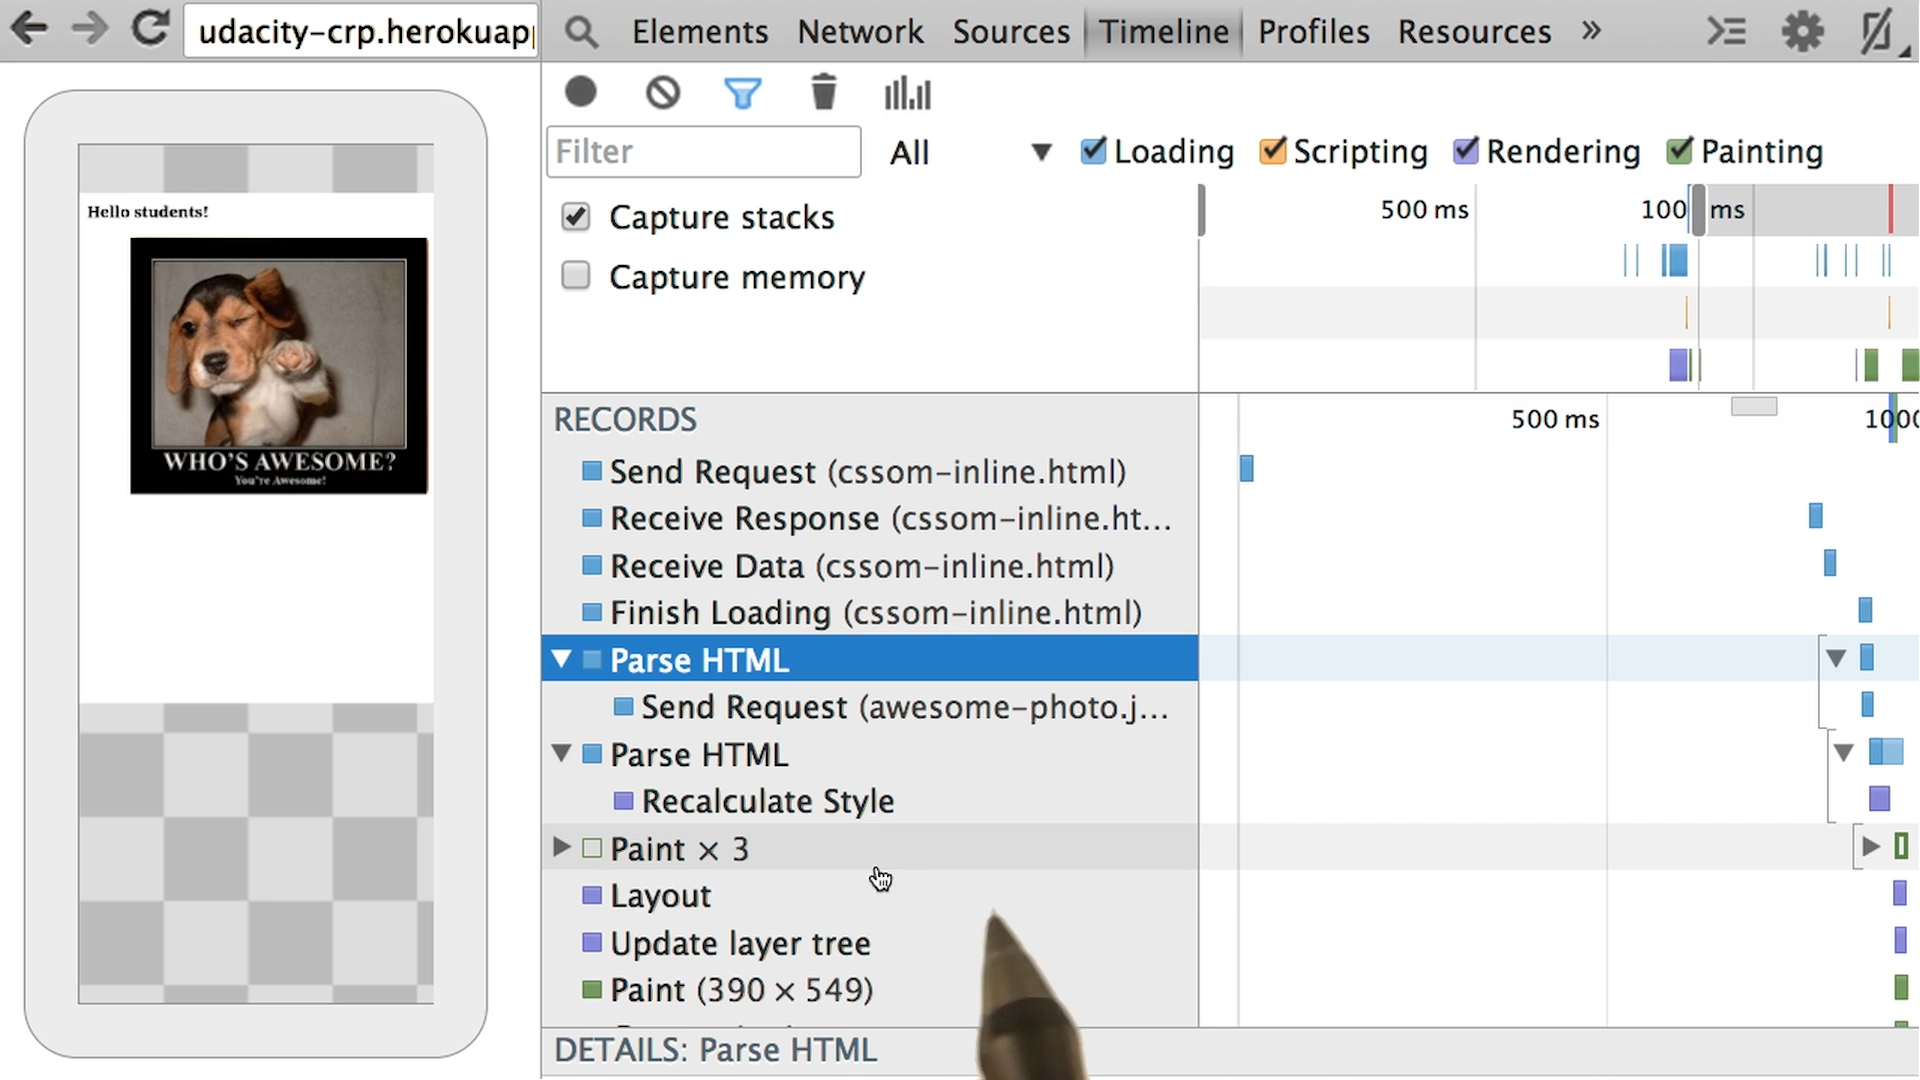 udacity-crp.herokuap
Elements Network Sources Timeline Profiles Resources »
Filter
All
Loading Scripting Rendering Painting
Capture stacks
Capture memory
500 ms
100 ms
Hello students!
WHO'S AWESOME?
You're Awesome!
RECORDS
500 ms
1000
Send Request (cssom-inline.html)
Receive Response (cssom-inline.ht...
Receive Data (cssom-inline.html)
Finish Loading (cssom-inline.html)
Parse HTML
Send Request (awesome-photo.j...
Parse HTML
Recalculate Style
Paint × 3
Layout
Update layer tree
Paint (390 × 549)
DETAILS: Parse HTML